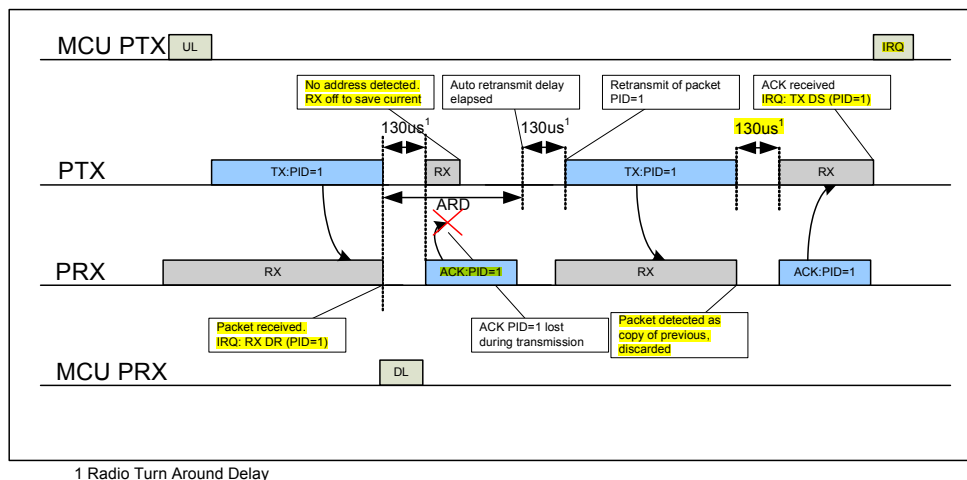 MCU PTX
UL
IRQ
No address detected.
RX off to save current
Auto retransmit delay
elapsed
Retransmit of packet
PID=1
ACK received
IRQ: TX DS (PID=1)
130us1
130us1
130us1
PTX
TX:PID=1
RX
TX:PID=1
RX
ARD
PRX
RX
ACK:PID=1
RX
ACK:PID=1
Packet received.
IRQ: RX DR (PID=1)
ACK PID=1 lost
during transmission
Packet detected as
copy of previous,
discarded
MCU PRX
DL
1 Radio Turn Around Delay